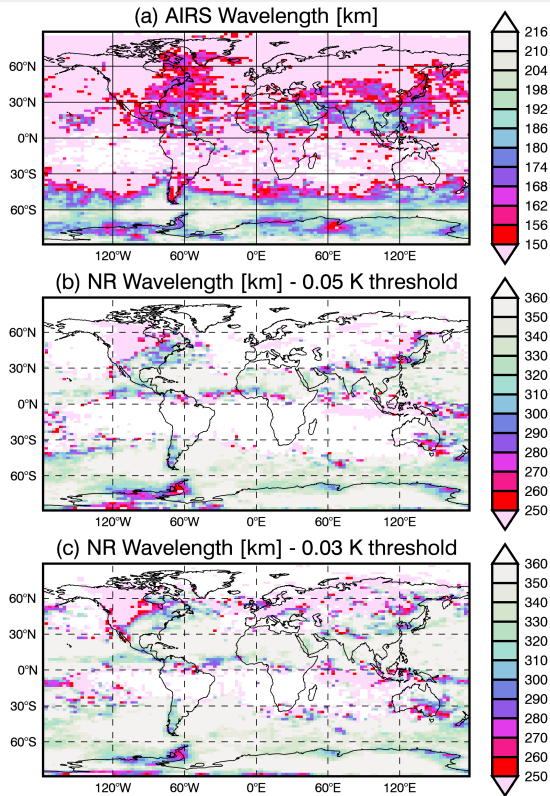 (a) AIRS Wavelength [km]
60°N
30°N
0°N
30°S
60°S
120°W 60°W 0°E 60°E 120°E
216
210
204
198
192
186
180
174
168
162
156
150
(b) NR Wavelength [km] - 0.05 K threshold
60°N
30°N
0°N
30°S
60°S
120°W 60°W 0°E 60°E 120°E
360
350
340
330
320
310
300
290
280
270
260
250
(c) NR Wavelength [km] - 0.03 K threshold
60°N
30°N
0°N
30°S
60°S
120°W 60°W 0°E 60°E 120°E
360
350
340
330
320
310
300
290
280
270
260
250